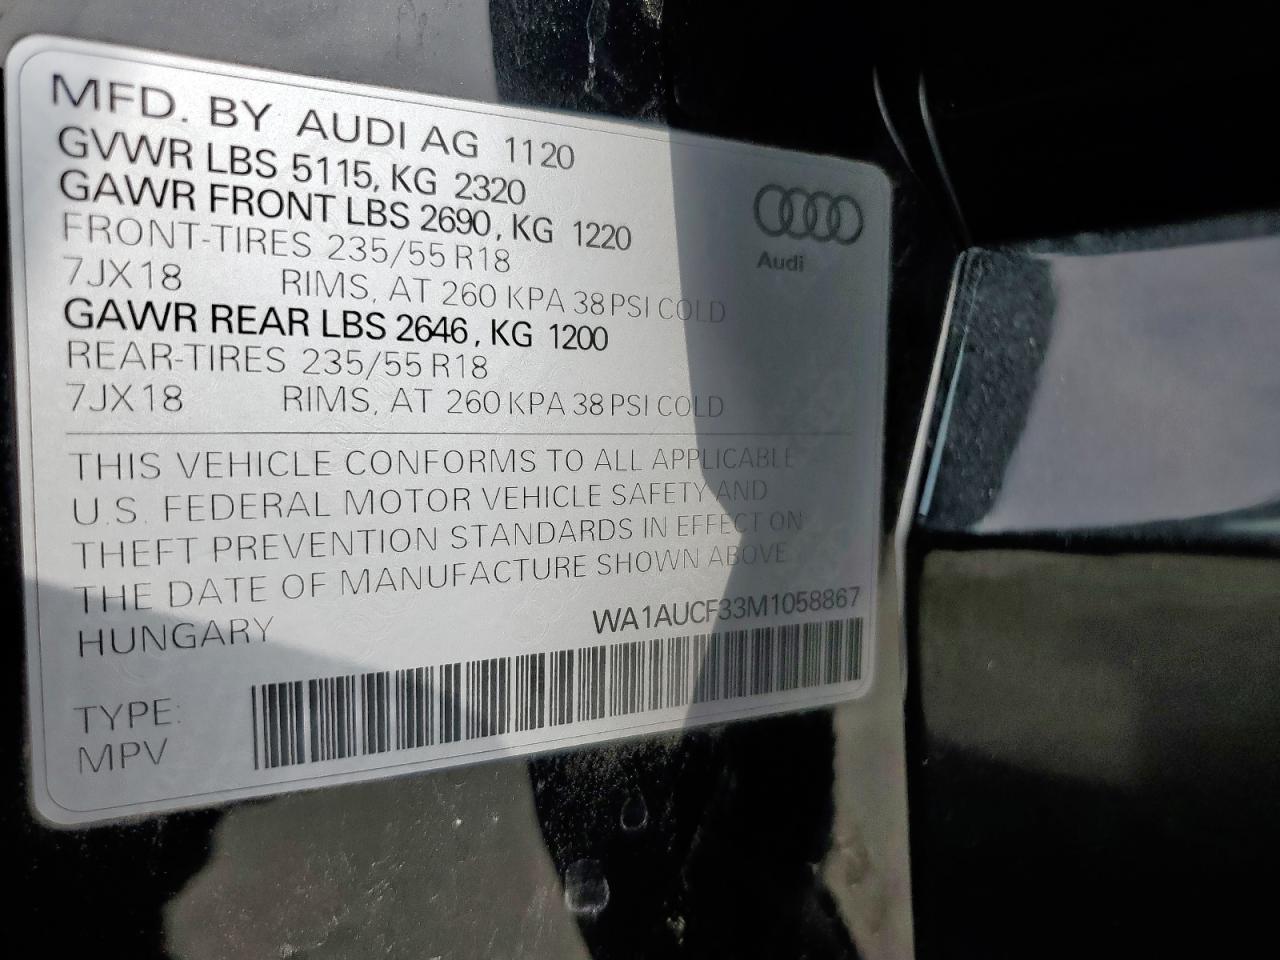 MFD. BY AUDI AG 1120
GVWR LBS 5115, KG 2320
GAWR FRONT LBS 2690, KG 1220
FRONT-TIRES 235/55 R18
7JX18 RIMS, AT 260 KPA 38 PSI COLD
GAWR REAR LBS 2646, KG 1200
REAR-TIRES 235/55 R18
7JX18 RIMS, AT 260 KPA 38 PSI COLD
Audi
THIS VEHICLE CONFORMS TO ALL APPLICABLE
U.S. FEDERAL MOTOR VEHICLE SAFETY AND
THEFT PREVENTION STANDARDS IN EFFECT ON
THE DATE OF MANUFACTURE SHOWN ABOVE
HUNGARY WA1AUCF33M1058867
TYPE:
MPV